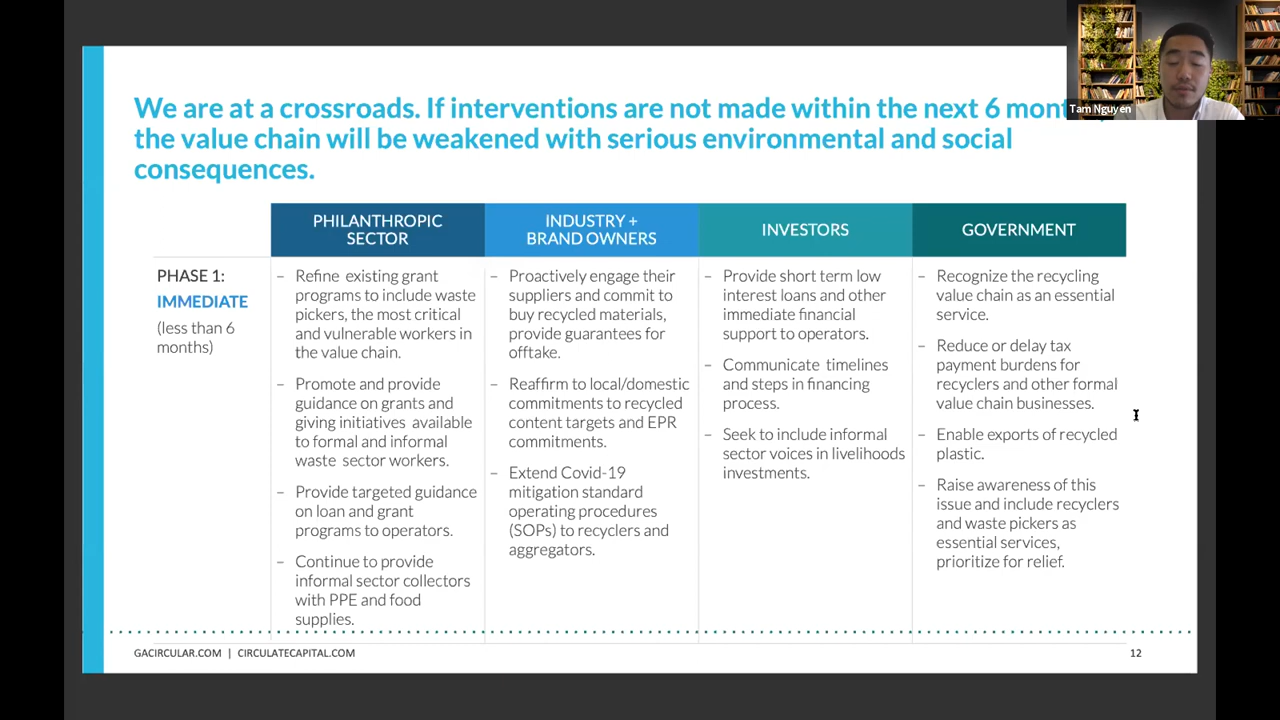 We are at a crossroads. If interventions are not made within the next 6
the value chain will be weakened with serious environmental and social
consequences.
Tam Nguyen
PHILANTHROPIC
SECTOR
INDUSTRY +
BRAND OWNERS
INVESTORS
GOVERNMENT
PHASE 1:
IMMEDIATE
(less than 6
months)
– Refine existing grant
programs to include waste
pickers, the most critical
and vulnerable workers in
the value chain.
– Promote and provide
guidance on grants and
giving initiatives available
to formal and informal
waste sector workers.
– Provide targeted guidance
on loan and grant
programs to operators.
– Continue to provide
informal sector collectors
with PPE and food
supplies.
– Proactively engage their
suppliers and commit to
buy recycled materials,
provide guarantees for
offtake.
– Reaffirm to local/domestic
commitments to recycled
content targets and EPR
commitments.
– Extend Covid-19
mitigation standard
operating procedures
(SOPs) to recyclers and
aggregators.
– Provide short term low
interest loans and other
immediate financial
support to operators.
– Communicate timelines
and steps in financing
process.
– Seek to include informal
sector voices in livelihoods
investments.
– Recognize the recycling
value chain as an essential
service.
– Reduce or delay tax
payment burdens for
recyclers and other formal
value chain businesses.
– Enable exports of recycled
plastic.
– Raise awareness of this
issue and include recyclers
and waste pickers as
essential services,
prioritize for relief.
GACIRCULAR.COM | CIRCULATECAPITAL.COM
12